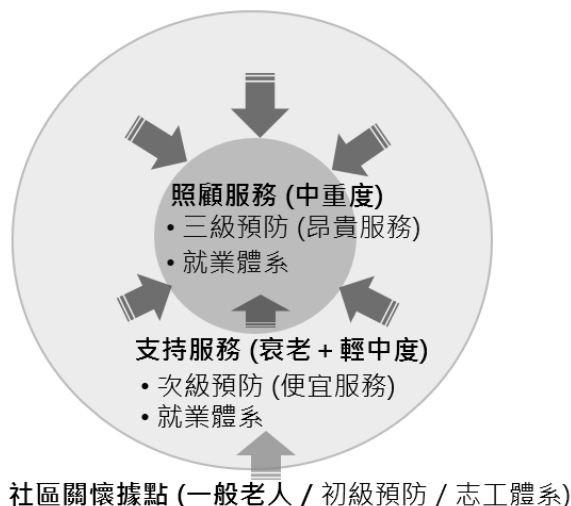 照顧服務 (中重度)
• 三級預防 (昂貴服務)
• 就業體系
支持服務 (衰老 + 輕中度)
• 次級預防 (便宜服務)
• 就業體系
社區關懷據點 (一般老人 / 初級預防 / 志工體系)